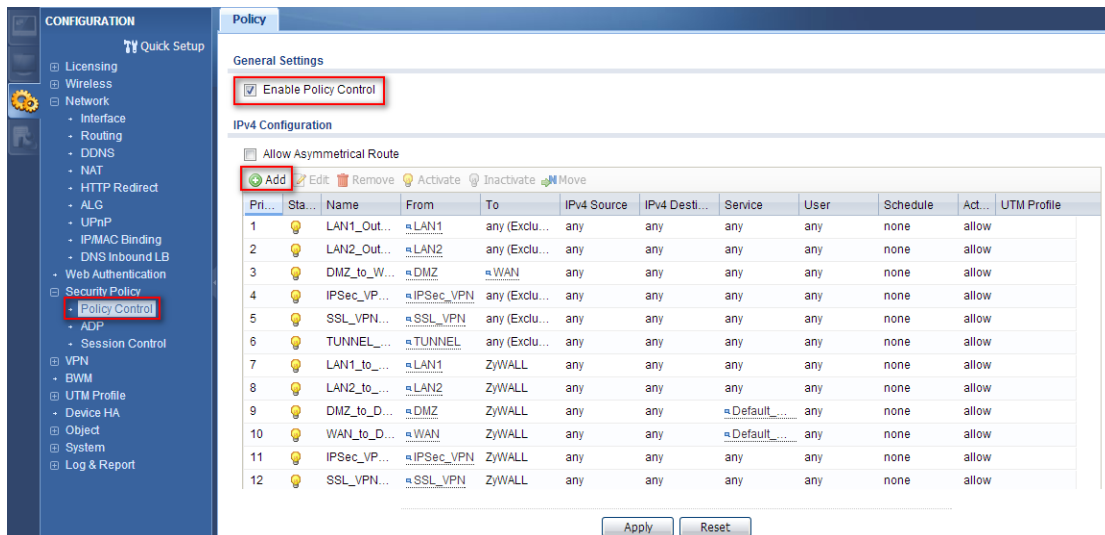 CONFIGURATION
Quick Setup
Licensing
Wireless
Network
Interface
Routing
DDNS
NAT
HTTP Redirect
ALG
UPnP
IP/MAC Binding
DNS Inbound LB
Web Authentication
Security Policy
Policy Control
ADP
Session Control
VPN
BWM
UTM Profile
Device HA
Object
System
Log & Report
Policy
General Settings
Enable Policy Control
IPv4 Configuration
Allow Asymmetrical Route
Add Edit Remove Activate Inactivate Move
Pri... Sta... Name From To IPv4 Source IPv4 Desti... Service User Schedule Act... UTM Profile
1 LAN1_Out... LAN1 any (Exclu... any any any any none allow
2 LAN2_Out... LAN2 any (Exclu... any any any any none allow
3 DMZ_to_W... DMZ WAN any any any any none allow
4 IPSec_VP... IPSec_VPN any (Exclu... any any any any none allow
5 SSL_VPN... SSL_VPN any (Exclu... any any any any none allow
6 TUNNEL_... TUNNEL any (Exclu... any any any any none allow
7 LAN1_to_... LAN1 ZyWALL any any any any none allow
8 LAN2_to_... LAN2 ZyWALL any any any any none allow
9 DMZ_to_D... DMZ ZyWALL any any Default_... any none allow
10 WAN_to_D... WAN ZyWALL any any Default_... any none allow
11 IPSec_VP... IPSec_VPN ZyWALL any any any any none allow
12 SSL_VPN... SSL_VPN ZyWALL any any any any none allow
Apply Reset